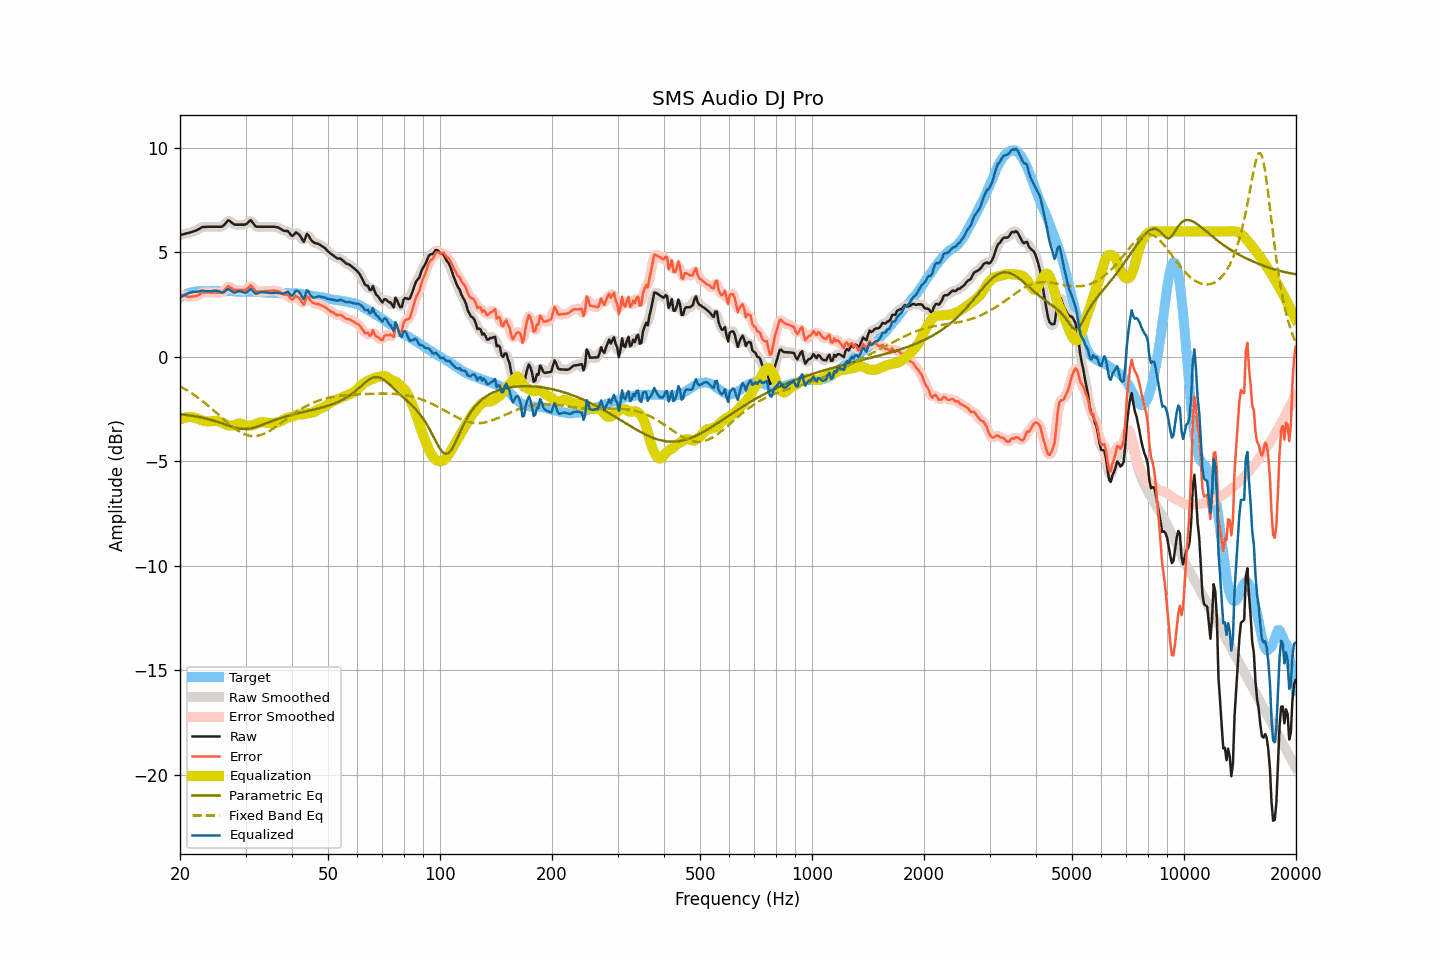 SMS Audio DJ Pro
Amplitude (dBr)
10
5
0
−5
−10
−15
−20
Target
Raw Smoothed
Error Smoothed
Raw
Error
Equalization
Parametric Eq
Fixed Band Eq
Equalized
20 50 100 200 500 1000 2000 5000 10000 20000
Frequency (Hz)